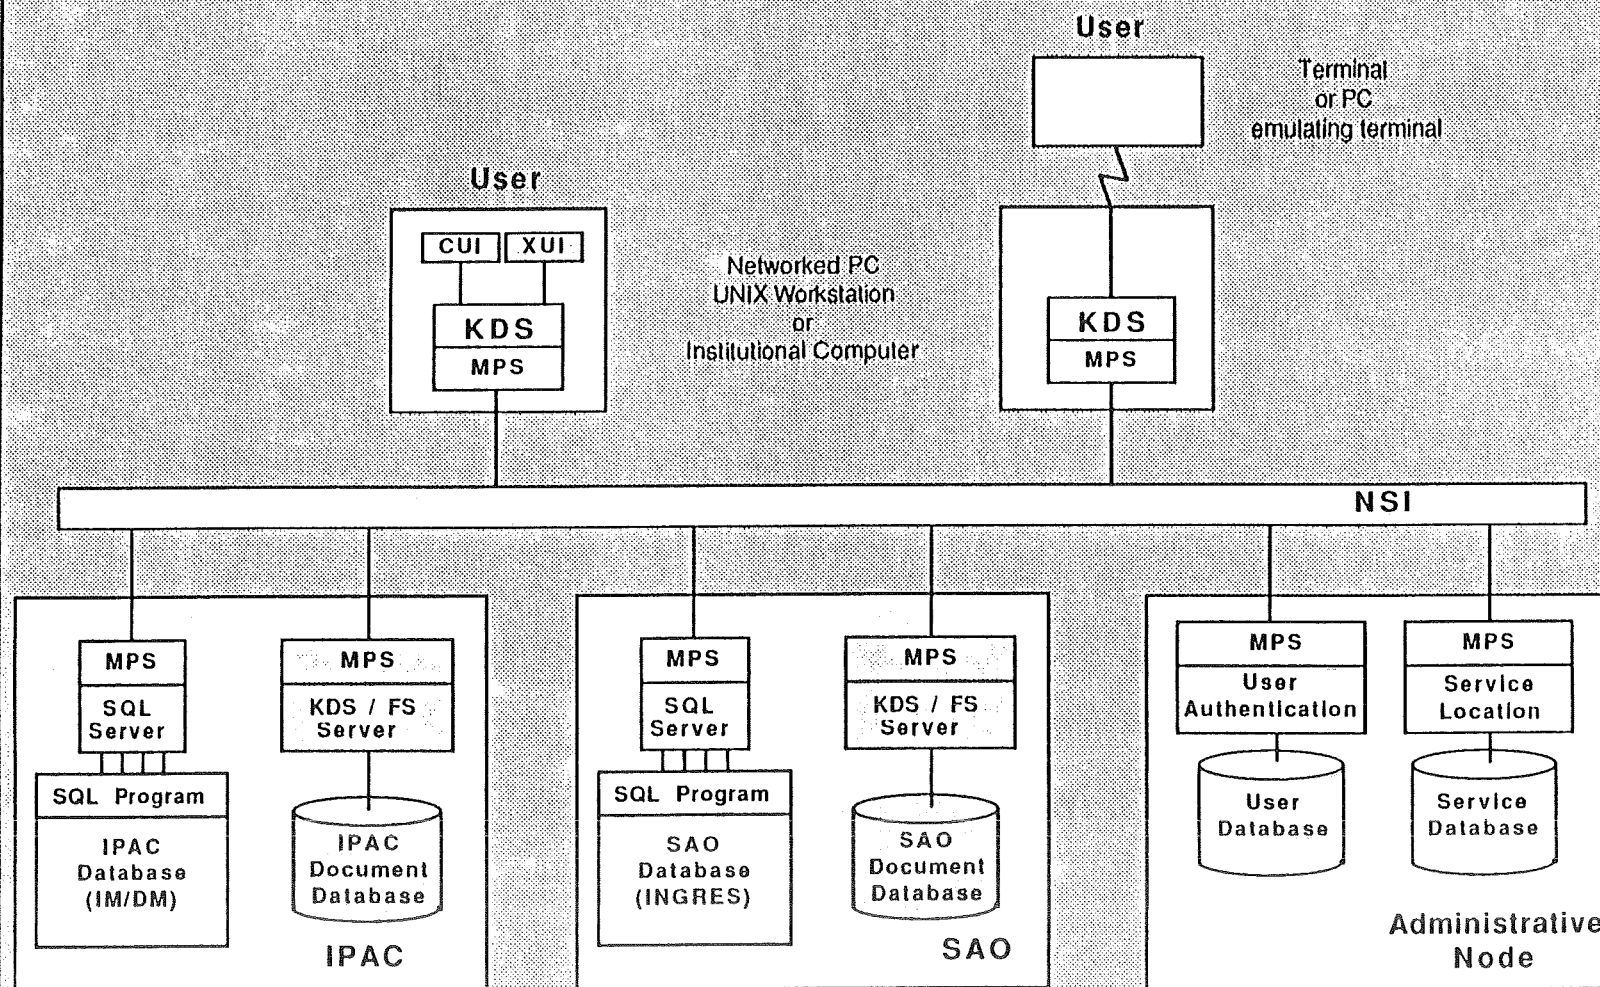 User
Terminal
or PC
emulating terminal
User
CUI
XUI
KDS
MPS
Networked PC
UNIX Workstation
or
Institutional Computer
KDS
MPS
NSI
MPS
SQL
Server
SQL Program
IPAC
Database
(IM/DM)
MPS
KDS / FS
Server
IPAC
Document
Database
IPAC
MPS
SQL
Server
SQL Program
SAO
Database
(INGRES)
MPS
KDS / FS
Server
SAO
Document
Database
SAO
MPS
User
Authentication
User
Database
MPS
Service
Location
Service
Database
Administrative
Node